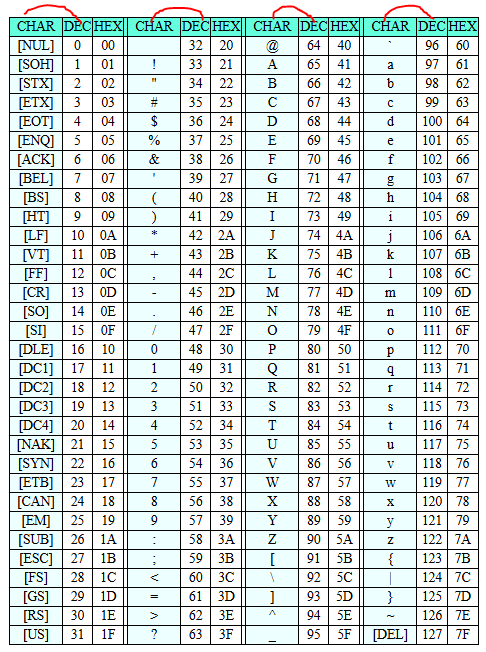 CHAR DEC HEX CHAR DEC HEX CHAR DEC HEX CHAR DEC HEX
[NUL] 0 00 32 20 @ 64 40 ` 96 60
[SOH] 1 01 ! 33 21 A 65 41 a 97 61
[STX] 2 02 " 34 22 B 66 42 b 98 62
[ETX] 3 03 # 35 23 C 67 43 c 99 63
[EOT] 4 04 $ 36 24 D 68 44 d 100 64
[ENQ] 5 05 % 37 25 E 69 45 e 101 65
[ACK] 6 06 & 38 26 F 70 46 f 102 66
[BEL] 7 07 ' 39 27 G 71 47 g 103 67
[BS] 8 08 ( 40 28 H 72 48 h 104 68
[HT] 9 09 ) 41 29 I 73 49 i 105 69
[LF] 10 0A * 42 2A J 74 4A j 106 6A
[VT] 11 0B + 43 2B K 75 4B k 107 6B
[FF] 12 0C , 44 2C L 76 4C l 108 6C
[CR] 13 0D - 45 2D M 77 4D m 109 6D
[SO] 14 0E . 46 2E N 78 4E n 110 6E
[SI] 15 0F / 47 2F O 79 4F o 111 6F
[DLE] 16 10 0 48 30 P 80 50 p 112 70
[DC1] 17 11 1 49 31 Q 81 51 q 113 71
[DC2] 18 12 2 50 32 R 82 52 r 114 72
[DC3] 19 13 3 51 33 S 83 53 s 115 73
[DC4] 20 14 4 52 34 T 84 54 t 116 74
[NAK] 21 15 5 53 35 U 85 55 u 117 75
[SYN] 22 16 6 54 36 V 86 56 v 118 76
[ETB] 23 17 7 55 37 W 87 57 w 119 77
[CAN] 24 18 8 56 38 X 88 58 x 120 78
[EM] 25 19 9 57 39 Y 89 59 y 121 79
[SUB] 26 1A : 58 3A Z 90 5A z 122 7A
[ESC] 27 1B ; 59 3B [ 91 5B { 123 7B
[FS] 28 1C < 60 3C \ 92 5C | 124 7C
[GS] 29 1D = 61 3D ] 93 5D } 125 7D
[RS] 30 1E > 62 3E ^ 94 5E ~ 126 7E
[US] 31 1F ? 63 3F _ 95 5F [DEL] 127 7F